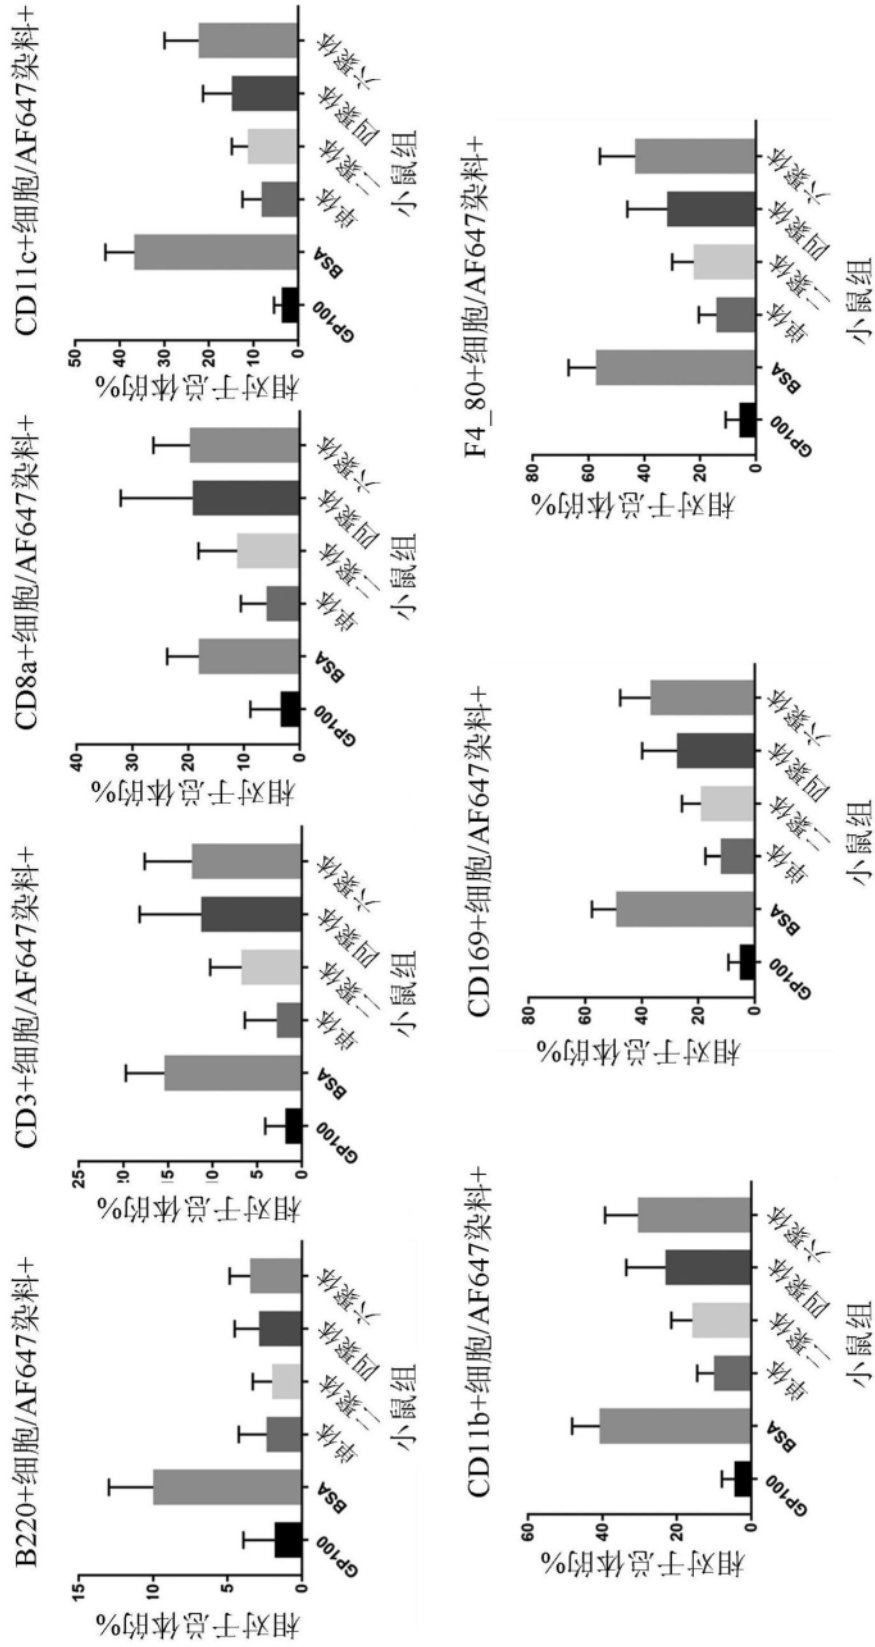 B220+细胞/AF647染料+
相对于总体的%
15
10
5
0
GP100 BSA 单体 二聚体 四聚体 六聚体
小鼠组
CD3+细胞/AF647染料+
相对于总体的%
25
20
15
10
5
0
GP100 BSA 单体 二聚体 四聚体 六聚体
小鼠组
CD8a+细胞/AF647染料+
相对于总体的%
40
30
20
10
0
GP100 BSA 单体 二聚体 四聚体 六聚体
小鼠组
CD11c+细胞/AF647染料+
相对于总体的%
50
40
30
20
10
0
GP100 BSA 单体 二聚体 四聚体 六聚体
小鼠组
CD11b+细胞/AF647染料+
相对于总体的%
60
40
20
0
GP100 BSA 单体 二聚体 四聚体 六聚体
小鼠组
CD169+细胞/AF647染料+
相对于总体的%
80
60
40
20
0
GP100 BSA 单体 二聚体 四聚体 六聚体
小鼠组
F4_80+细胞/AF647染料+
相对于总体的%
80
60
40
20
0
GP100 BSA 单体 二聚体 四聚体 六聚体
小鼠组